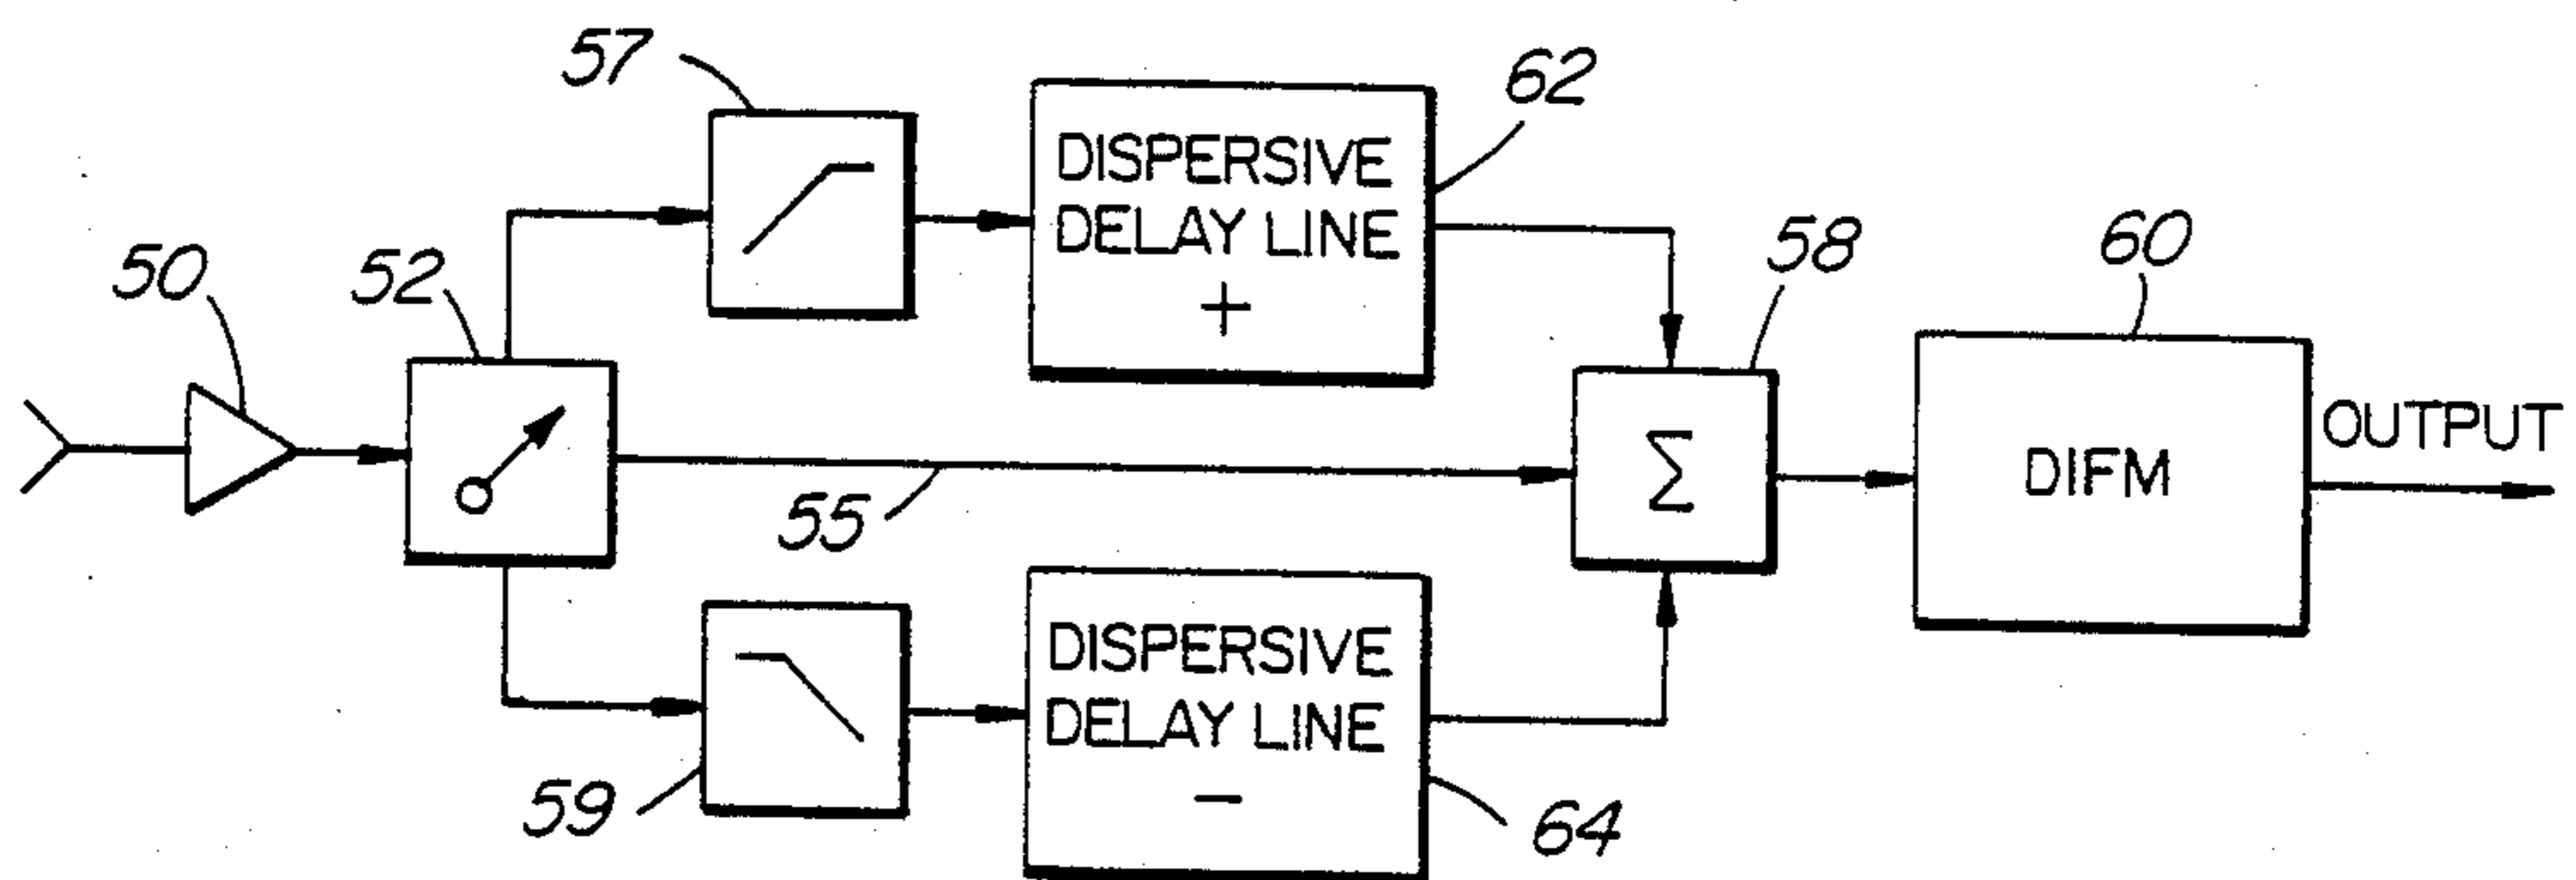 57
62
DISPERSIVE
DELAY LINE
+
50
52
58
60
Σ
DIFM
OUTPUT
55
59
DISPERSIVE
DELAY LINE
−
64